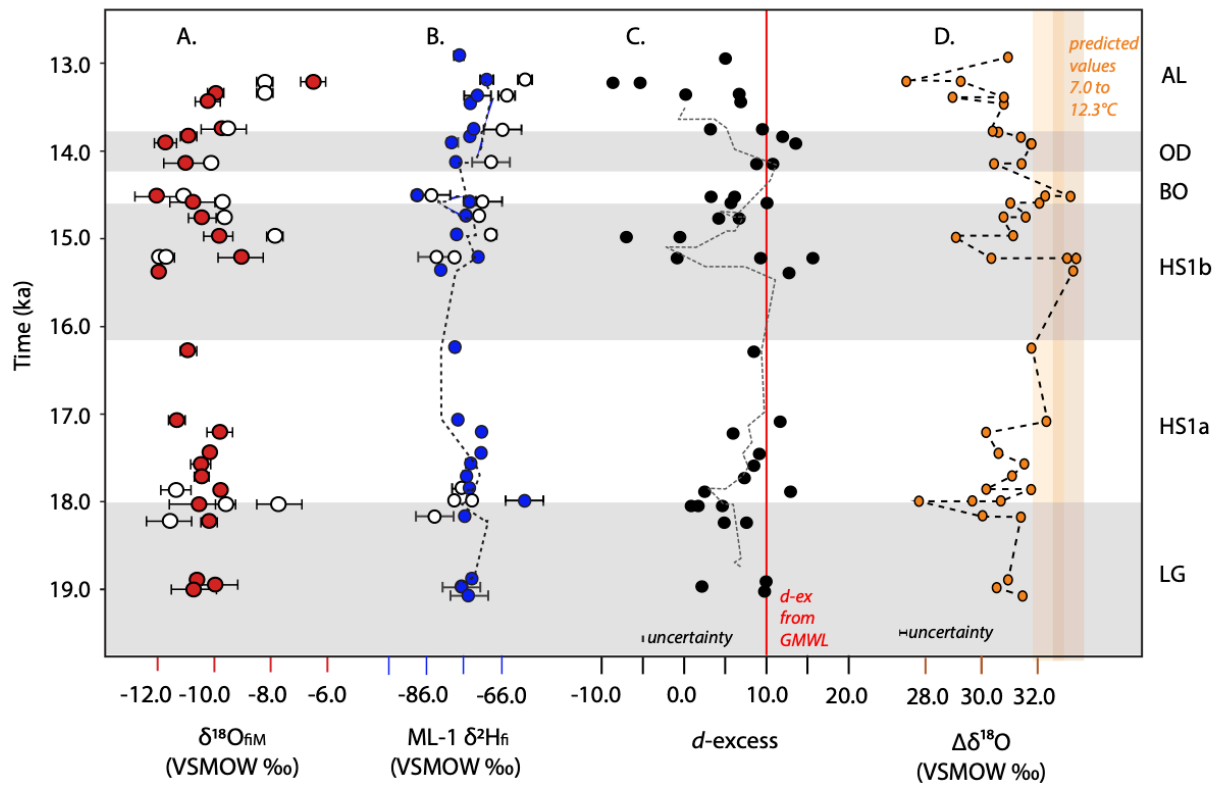 A.
B.
C.
D.
predicted
values
7.0 to
12.3°C
13.0
14.0
15.0
16.0
17.0
18.0
19.0
Time (ka)
AL
OD
BO
HS1b
HS1a
LG
d-ex
from
GMWL
uncertainty
uncertainty
-12.0 -10.0 -8.0 -6.0
-86.0 -66.0
-10.0 0.0 10.0 20.0
28.0 30.0 32.0
δ¹⁸OfiM
(VSMOW ‰)
ML-1 δ²Hfi
(VSMOW ‰)
d-excess
Δδ¹⁸O
(VSMOW ‰)